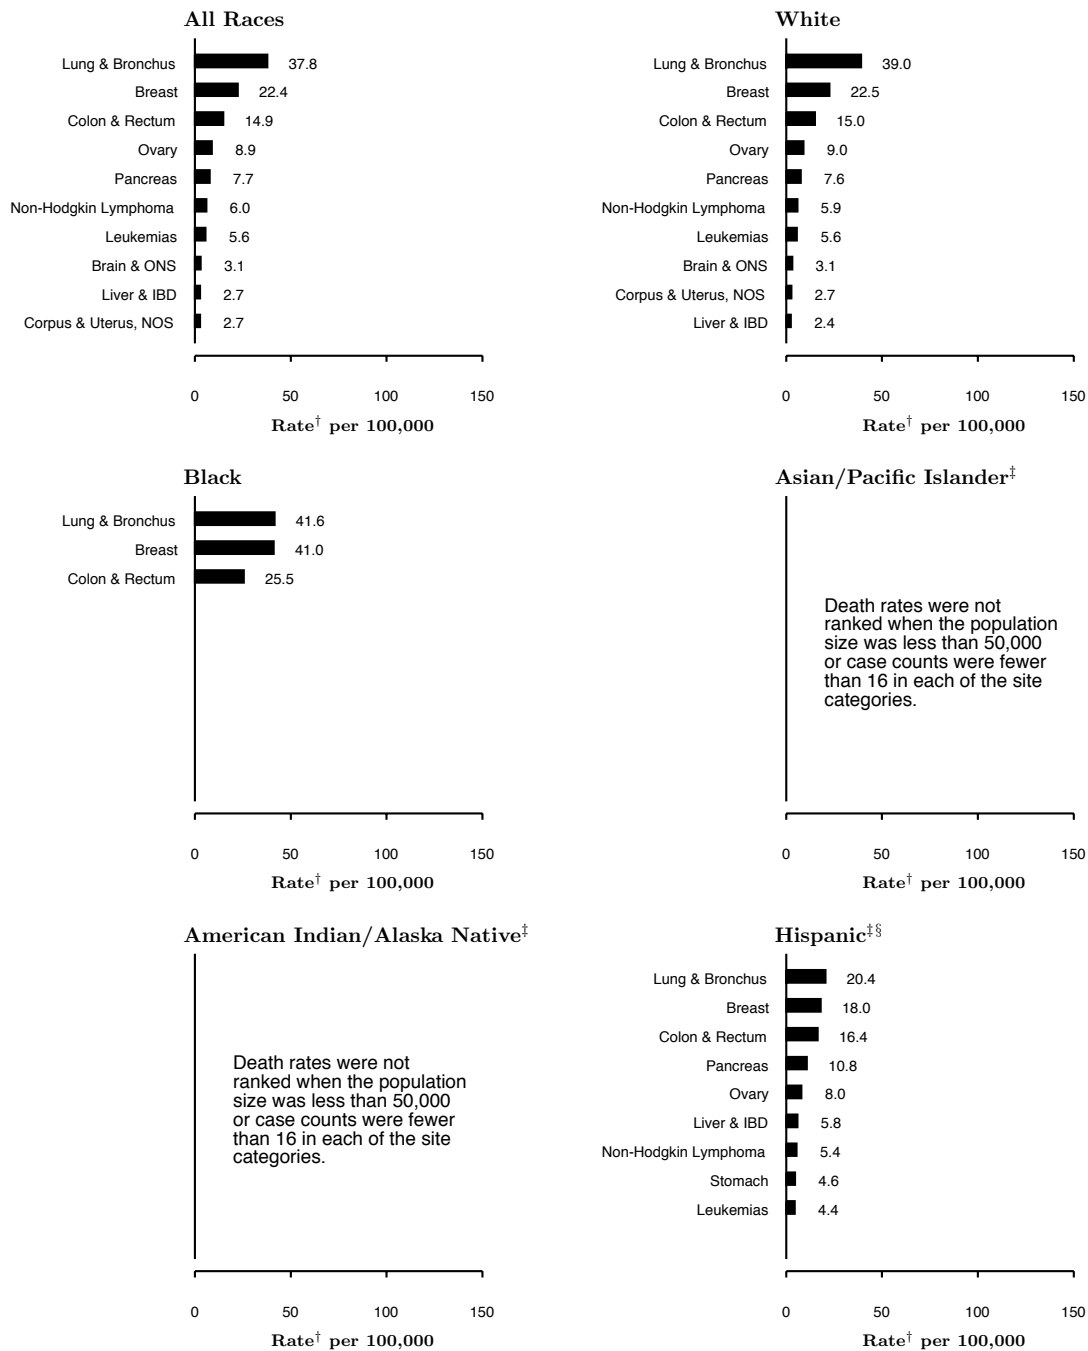 All Races
Lung & Bronchus 37.8
Breast 22.4
Colon & Rectum 14.9
Ovary 8.9
Pancreas 7.7
Non-Hodgkin Lymphoma 6.0
Leukemias 5.6
Brain & ONS 3.1
Liver & IBD 2.7
Corpus & Uterus, NOS 2.7
0 50 100 150
Rate† per 100,000
White
Lung & Bronchus 39.0
Breast 22.5
Colon & Rectum 15.0
Ovary 9.0
Pancreas 7.6
Non-Hodgkin Lymphoma 5.9
Leukemias 5.6
Brain & ONS 3.1
Corpus & Uterus, NOS 2.7
Liver & IBD 2.4
0 50 100 150
Rate† per 100,000
Black
Lung & Bronchus 41.6
Breast 41.0
Colon & Rectum 25.5
0 50 100 150
Rate† per 100,000
Asian/Pacific Islander‡
Death rates were not
ranked when the population
size was less than 50,000
or case counts were fewer
than 16 in each of the site
categories.
0 50 100 150
Rate† per 100,000
American Indian/Alaska Native‡
Death rates were not
ranked when the population
size was less than 50,000
or case counts were fewer
than 16 in each of the site
categories.
0 50 100 150
Rate† per 100,000
Hispanic‡§
Lung & Bronchus 20.4
Breast 18.0
Colon & Rectum 16.4
Pancreas 10.8
Ovary 8.0
Liver & IBD 5.8
Non-Hodgkin Lymphoma 5.4
Stomach 4.6
Leukemias 4.4
0 50 100 150
Rate† per 100,000